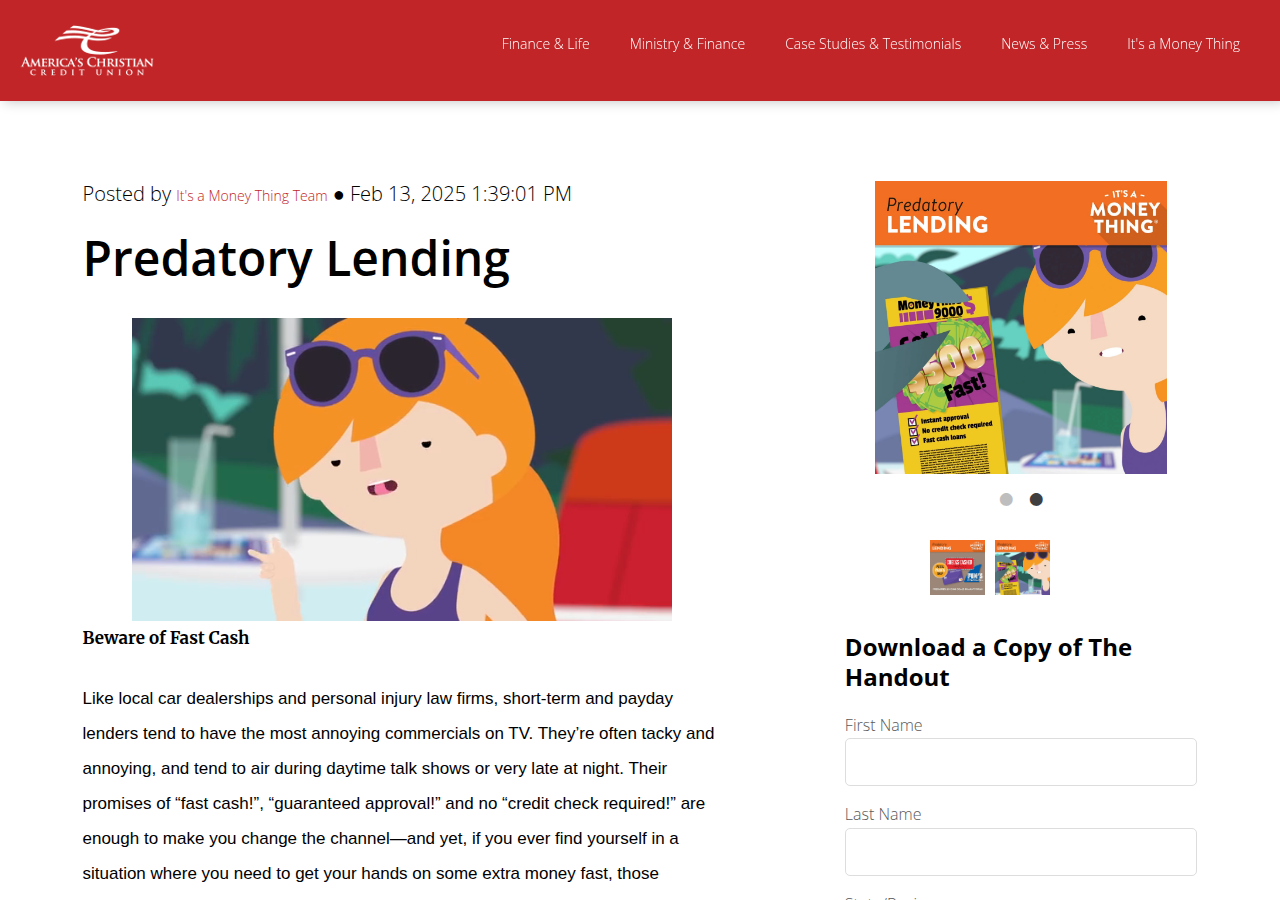 AMERICA'S CHRISTIAN
CREDIT UNION
Finance & Life
Ministry & Finance
Case Studies & Testimonials
News & Press
It's a Money Thing
Posted by It's a Money Thing Team ● Feb 13, 2025 1:39:01 PM
Predatory Lending
Beware of Fast Cash
Like local car dealerships and personal injury law firms, short-term and payday
lenders tend to have the most annoying commercials on TV. They’re often tacky and
annoying, and tend to air during daytime talk shows or very late at night. Their
promises of “fast cash!”, “guaranteed approval!” and no “credit check required!” are
enough to make you change the channel—and yet, if you ever find yourself in a
situation where you need to get your hands on some extra money fast, those
Predatory
LENDING
- IT'S A -
MONEY
THING
9000
Fast!
Instant approval
No credit check required
Fast cash loans
Download a Copy of The
Handout
First Name
Last Name